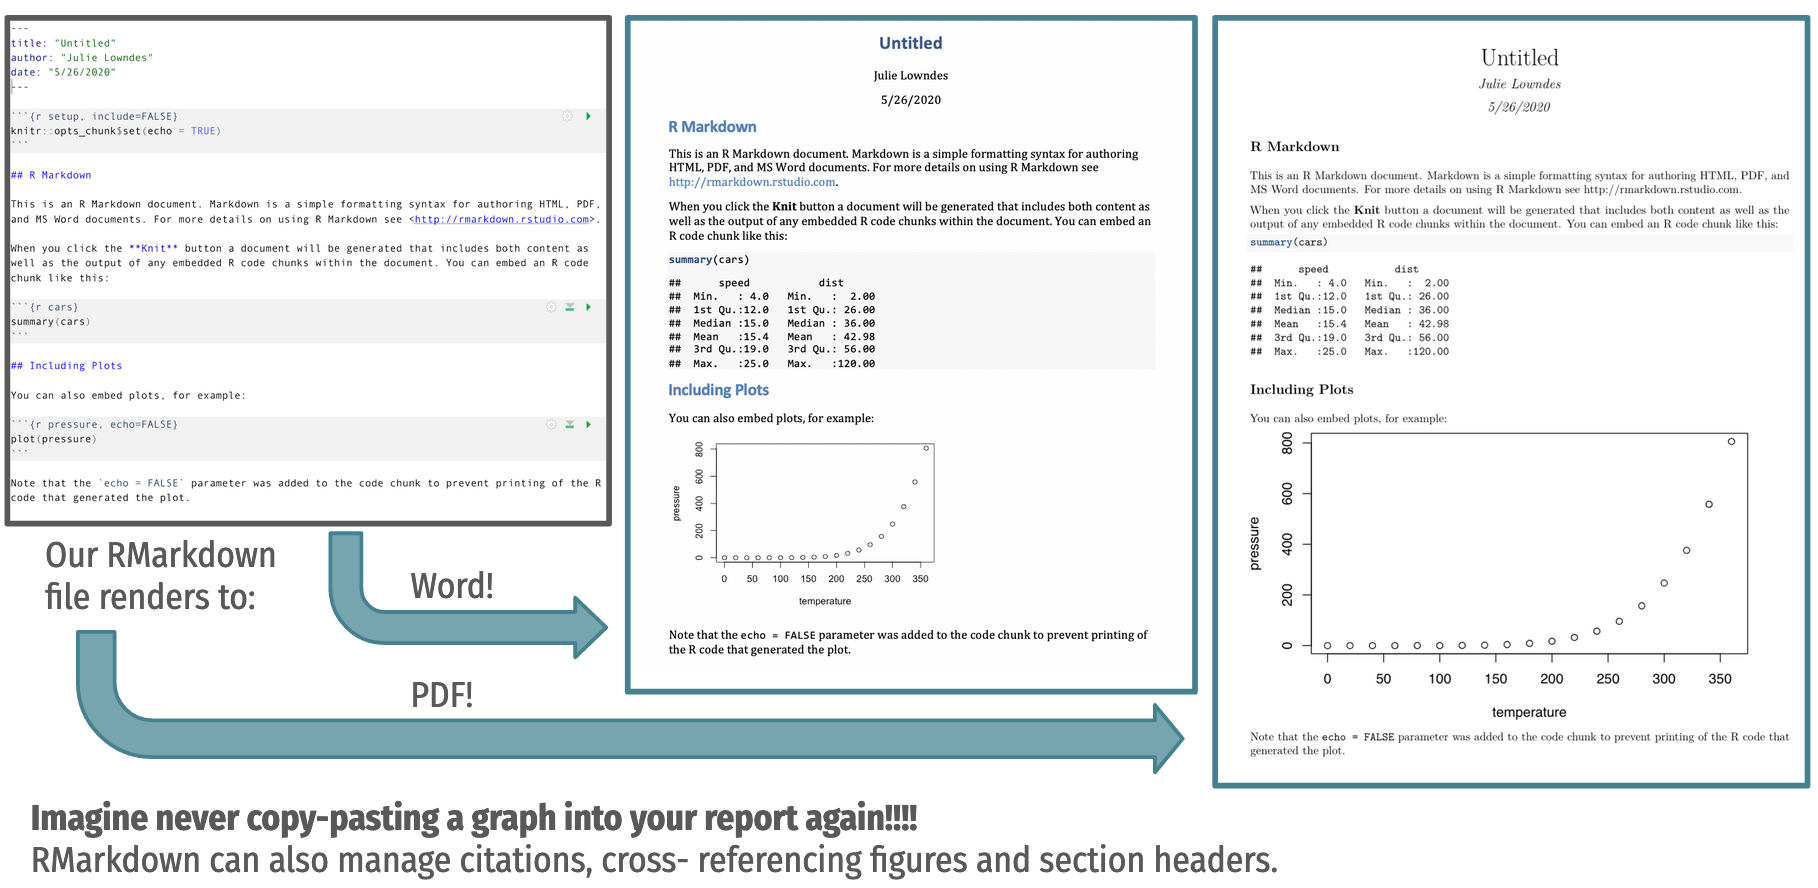 ---
title: "Untitled"
author: "Julie Lowndes"
date: "5/26/2020"
---
```{r setup, include=FALSE}
knitr::opts_chunk$set(echo = TRUE)
```
## R Markdown
This is an R Markdown document. Markdown is a simple formatting syntax for authoring HTML, PDF,
and MS Word documents. For more details on using R Markdown see <http://rmarkdown.rstudio.com>.
When you click the **Knit** button a document will be generated that includes both content as
well as the output of any embedded R code chunks within the document. You can embed an R code
chunk like this:
```{r cars}
summary(cars)
```
## Including Plots
You can also embed plots, for example:
```{r pressure, echo=FALSE}
plot(pressure)
```
Note that the `echo = FALSE` parameter was added to the code chunk to prevent printing of the R
code that generated the plot.
Our RMarkdown
file renders to:
Word!
PDF!
Untitled
Julie Lowndes
5/26/2020
R Markdown
This is an R Markdown document. Markdown is a simple formatting syntax for authoring
HTML, PDF, and MS Word documents. For more details on using R Markdown see
http://rmarkdown.rstudio.com.
When you click the Knit button a document will be generated that includes both content as
well as the output of any embedded R code chunks within the document. You can embed an
R code chunk like this:
summary(cars)
## speed dist
## Min. : 4.0 Min. : 2.00
## 1st Qu.:12.0 1st Qu.: 26.00
## Median :15.0 Median : 36.00
## Mean :15.4 Mean : 42.98
## 3rd Qu.:19.0 3rd Qu.: 56.00
## Max. :25.0 Max. :120.00
Including Plots
You can also embed plots, for example:
800
600
400
200
0
pressure
0 50 100 150 200 250 300 350
temperature
Note that the echo = FALSE parameter was added to the code chunk to prevent printing of
the R code that generated the plot.
Untitled
Julie Lowndes
5/26/2020
R Markdown
This is an R Markdown document. Markdown is a simple formatting syntax for authoring HTML, PDF, and
MS Word documents. For more details on using R Markdown see http://rmarkdown.rstudio.com.
When you click the Knit button a document will be generated that includes both content as well as the
output of any embedded R code chunks within the document. You can embed an R code chunk like this:
summary(cars)
## speed dist
## Min. : 4.0 Min. : 2.00
## 1st Qu.:12.0 1st Qu.: 26.00
## Median :15.0 Median : 36.00
## Mean :15.4 Mean : 42.98
## 3rd Qu.:19.0 3rd Qu.: 56.00
## Max. :25.0 Max. :120.00
Including Plots
You can also embed plots, for example:
800
600
400
200
0
pressure
0 50 100 150 200 250 300 350
temperature
Note that the echo = FALSE parameter was added to the code chunk to prevent printing of the R code that
generated the plot.
Imagine never copy-pasting a graph into your report again!!!!
RMarkdown can also manage citations, cross- referencing figures and section headers.